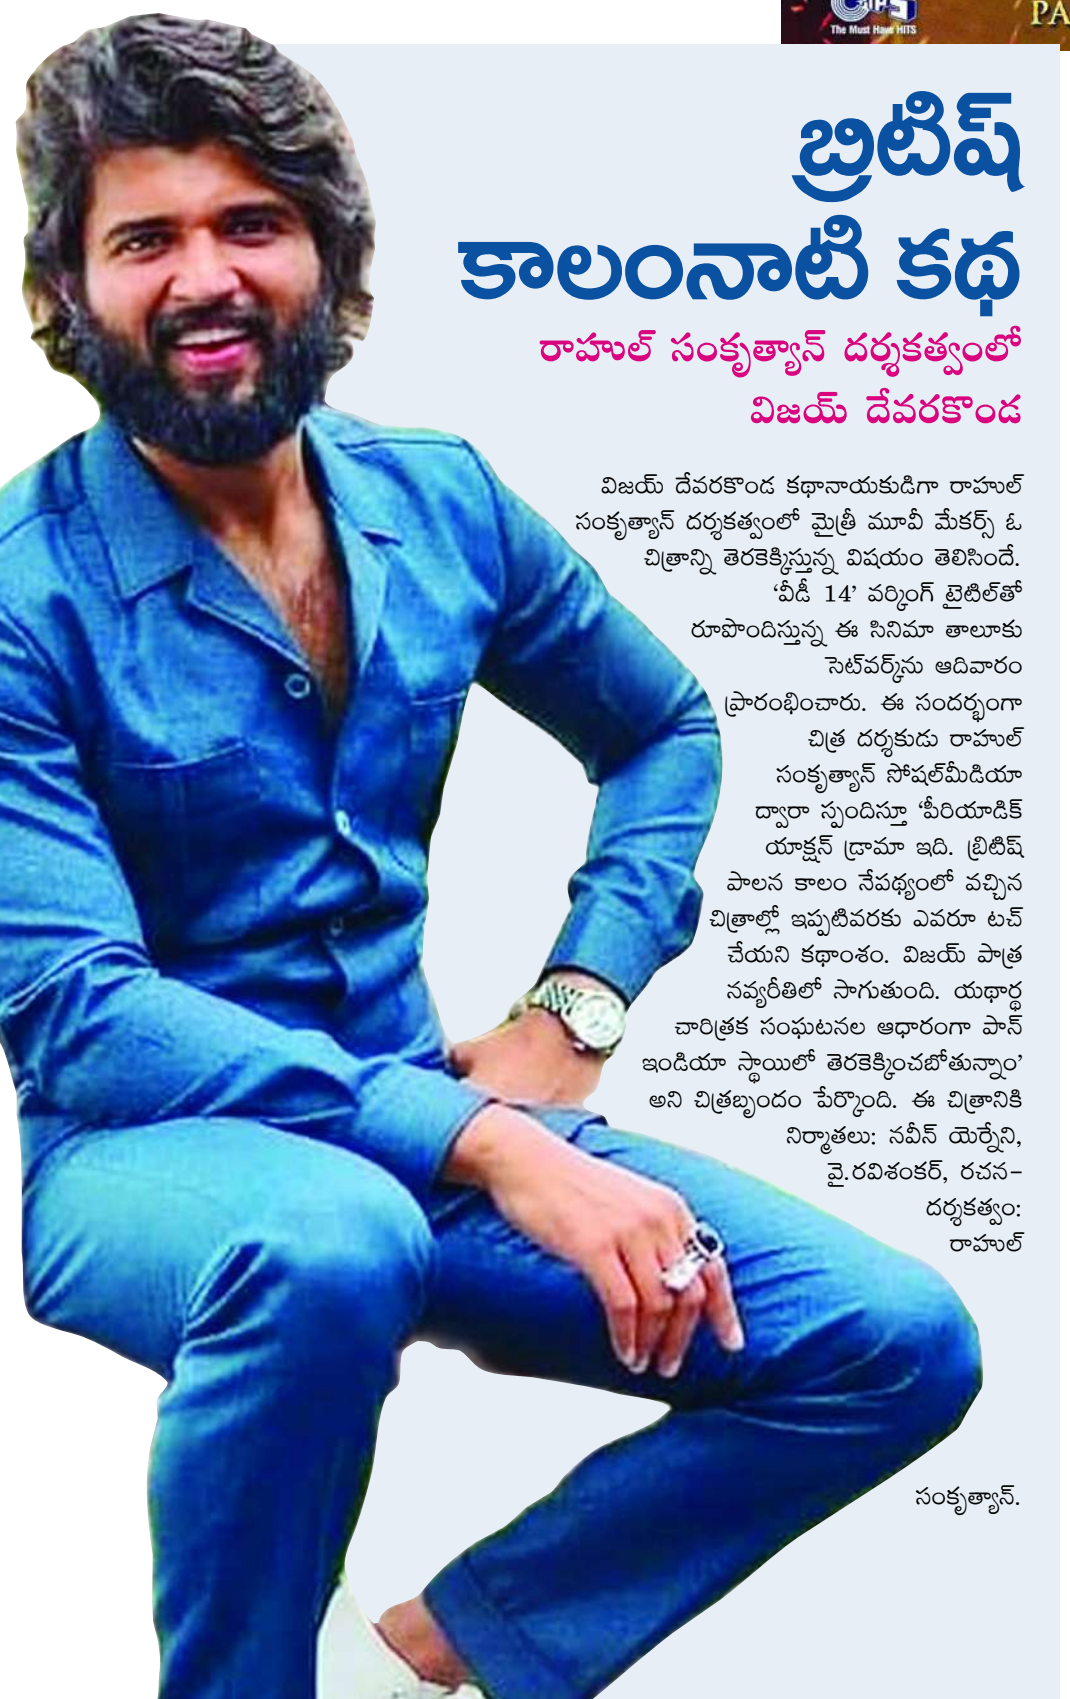 The Must Have HITS
PA
బ్రిటిష్
కాలంనాటి కథ
రాహుల్ సంకృత్యాన్ దర్శకత్వంలో
విజయ్ దేవరకొండ
విజయ్ దేవరకొండ కథానాయకుడిగా రాహుల్
సంకృత్యాన్ దర్శకత్వంలో మైత్రీ మూవీ మేకర్స్ ఓ
చిత్రాన్ని తెరకెక్కిస్తున్న విషయం తెలిసిందే.
‘వీడీ 14’ వర్కింగ్ టైటిల్‌తో
రూపొందిస్తున్న ఈ సినిమా తాలూకు
సెట్‌వర్క్‌ను ఆదివారం
ప్రారంభించారు. ఈ సందర్భంగా
చిత్ర దర్శకుడు రాహుల్
సంకృత్యాన్ సోషల్‌మీడియా
ద్వారా స్పందిస్తూ ‘పీరియాడిక్
యాక్షన్ డ్రామా ఇది. బ్రిటిష్
పాలన కాలం నేపథ్యంలో వచ్చిన
చిత్రాల్లో ఇప్పటివరకు ఎవరూ టచ్
చేయని కథాంశం. విజయ్ పాత్ర
నవ్యరీతిలో సాగుతుంది. యథార్థ
చారిత్రక సంఘటనల ఆధారంగా పాన్
ఇండియా స్థాయిలో తెరకెక్కించబోతున్నాం’
అని చిత్రబృందం పేర్కొంది. ఈ చిత్రానికి
నిర్మాతలు: నవీన్ యెర్నేని,
వై.రవిశంకర్, రచన–
దర్శకత్వం:
రాహుల్
సంకృత్యాన్.